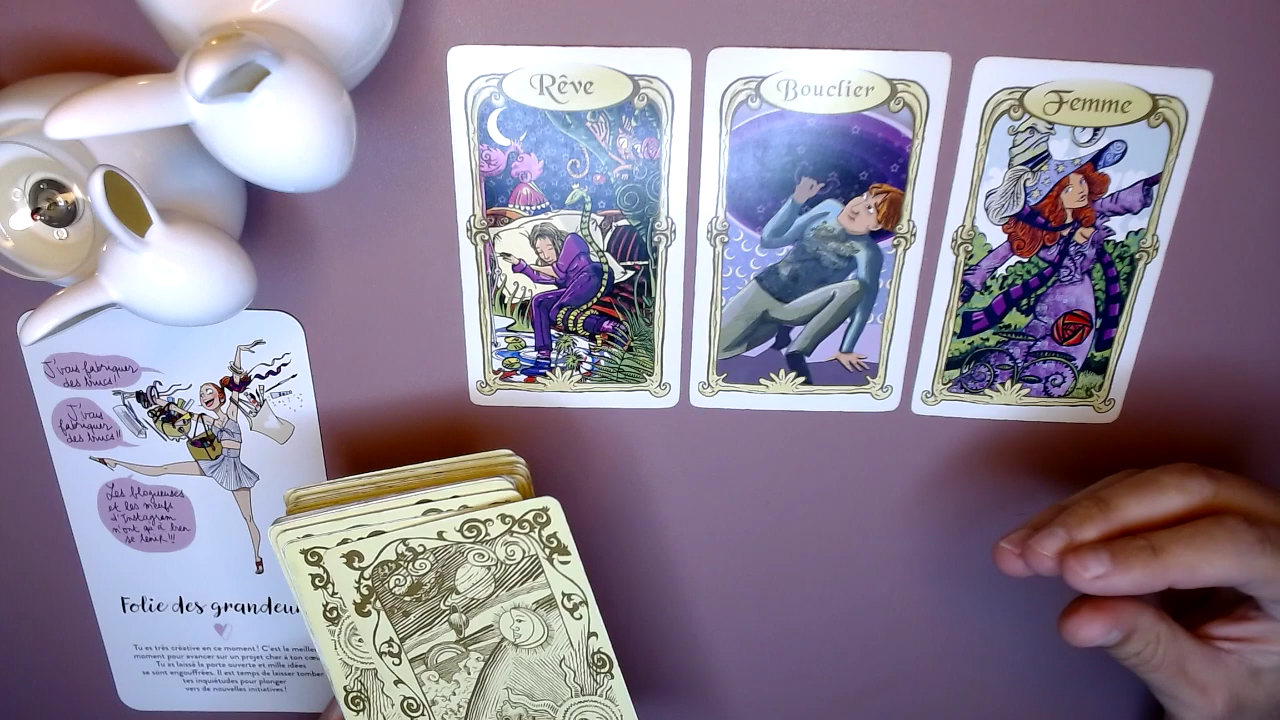 Rêve
Bouclier
Femme
J'vais fabriquer
des trucs!
J'vais
fabriquer
des trucs!!
Les blogueuses
et les meufs
d'Instagram
n'ont qu'à bien
se tenir!!!
Folie des grandeur
Tu es très créative en ce moment! C'est le meilleu
moment pour avancer sur un projet cher à ton cœu
Tu as laissé la porte ouverte et mille idées
se sont engouffrées. Il est temps de laisser tomber
tes inquiétudes pour plonger
vers de nouvelles initiatives!